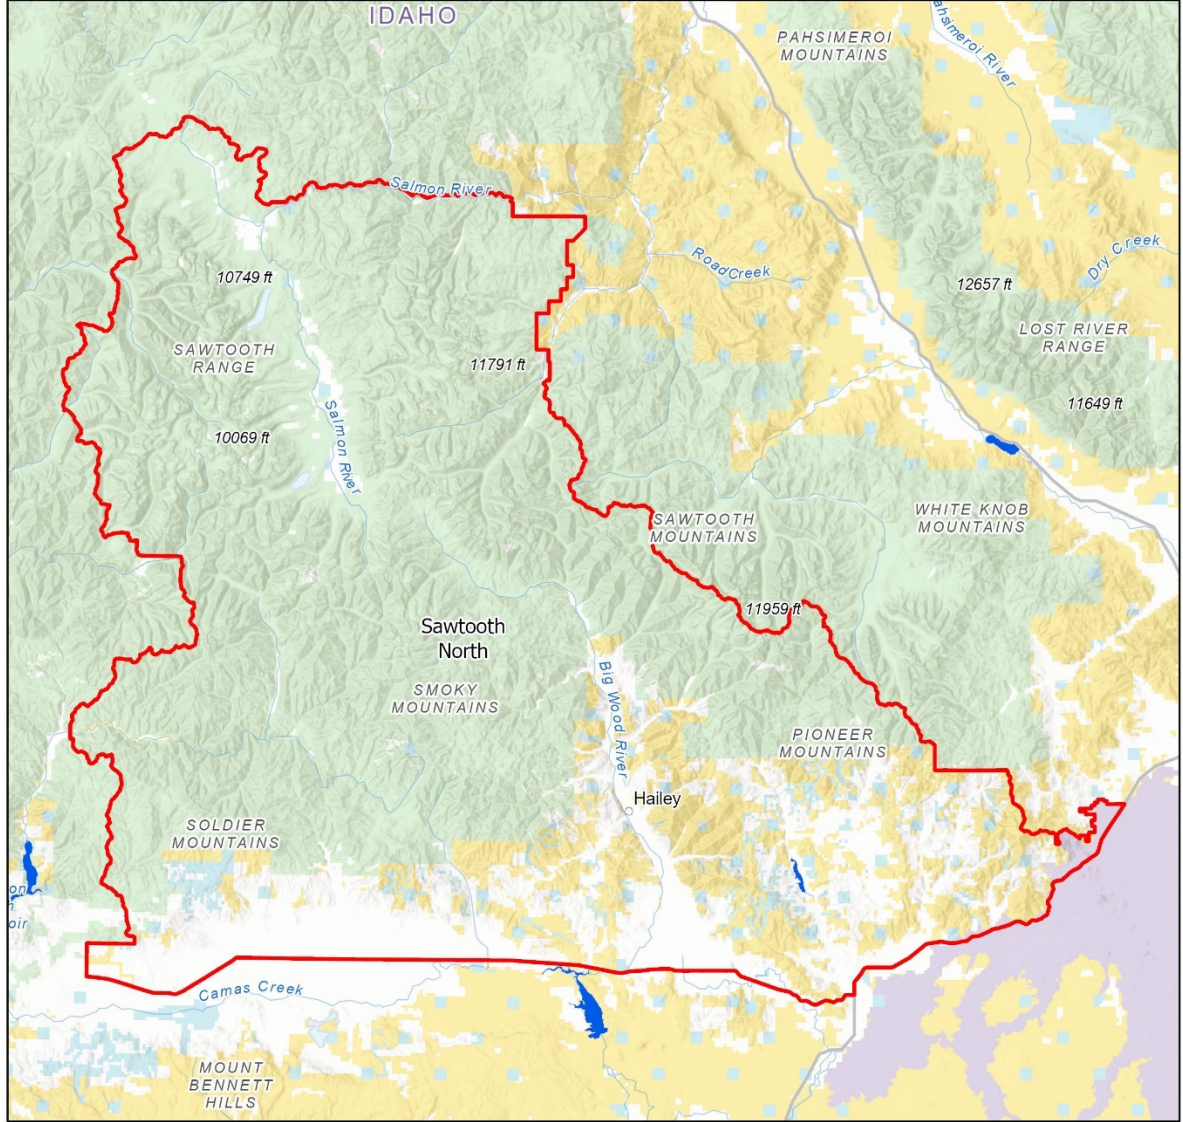 IDAHO
PAHSIMEROI
MOUNTAINS
Pahsimeroi River
Salmon River
Road Creek
Dry Creek
10749 ft
12657 ft
LOST RIVER
RANGE
SAWTOOTH
RANGE
11791 ft
11649 ft
Salmon River
10069 ft
WHITE KNOB
MOUNTAINS
SAWTOOTH
MOUNTAINS
11959 ft
Sawtooth
North
SMOKY
MOUNTAINS
Big Wood River
PIONEER
MOUNTAINS
Hailey
SOLDIER
MOUNTAINS
oir
Camas Creek
MOUNT
BENNETT
HILLS